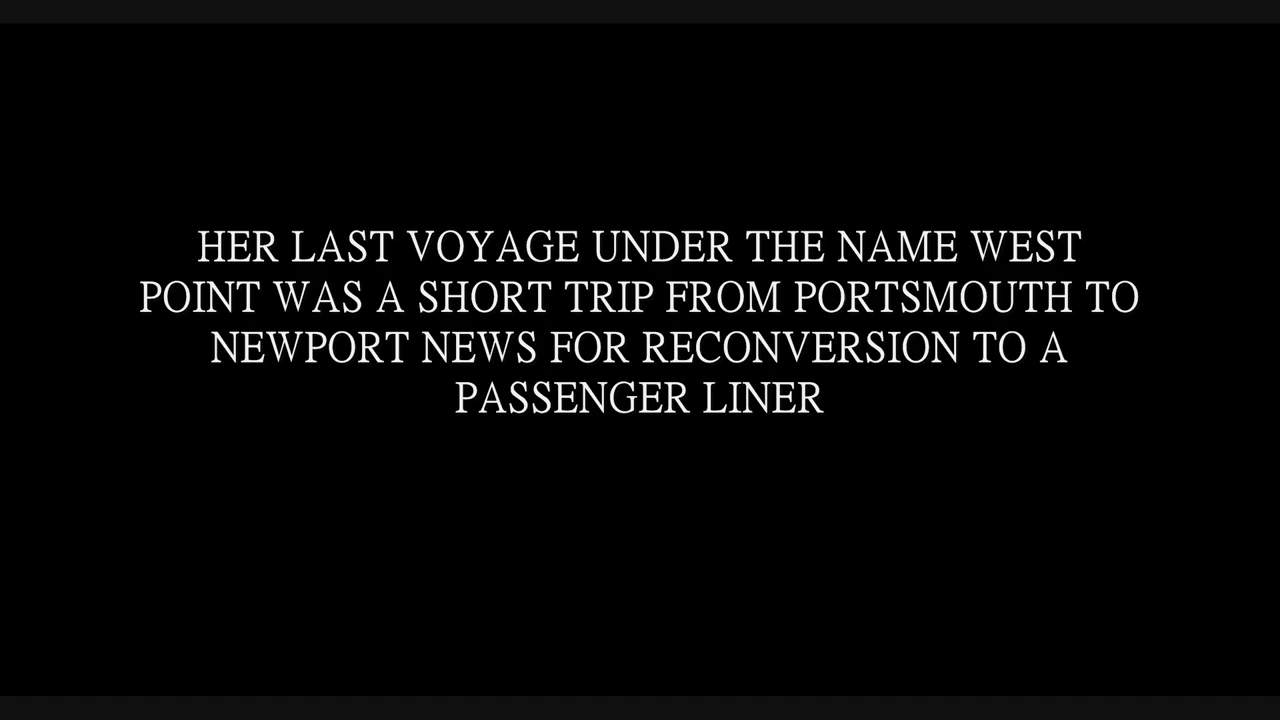 HER LAST VOYAGE UNDER THE NAME WEST
POINT WAS A SHORT TRIP FROM PORTSMOUTH TO
NEWPORT NEWS FOR RECONVERSION TO A
PASSENGER LINER